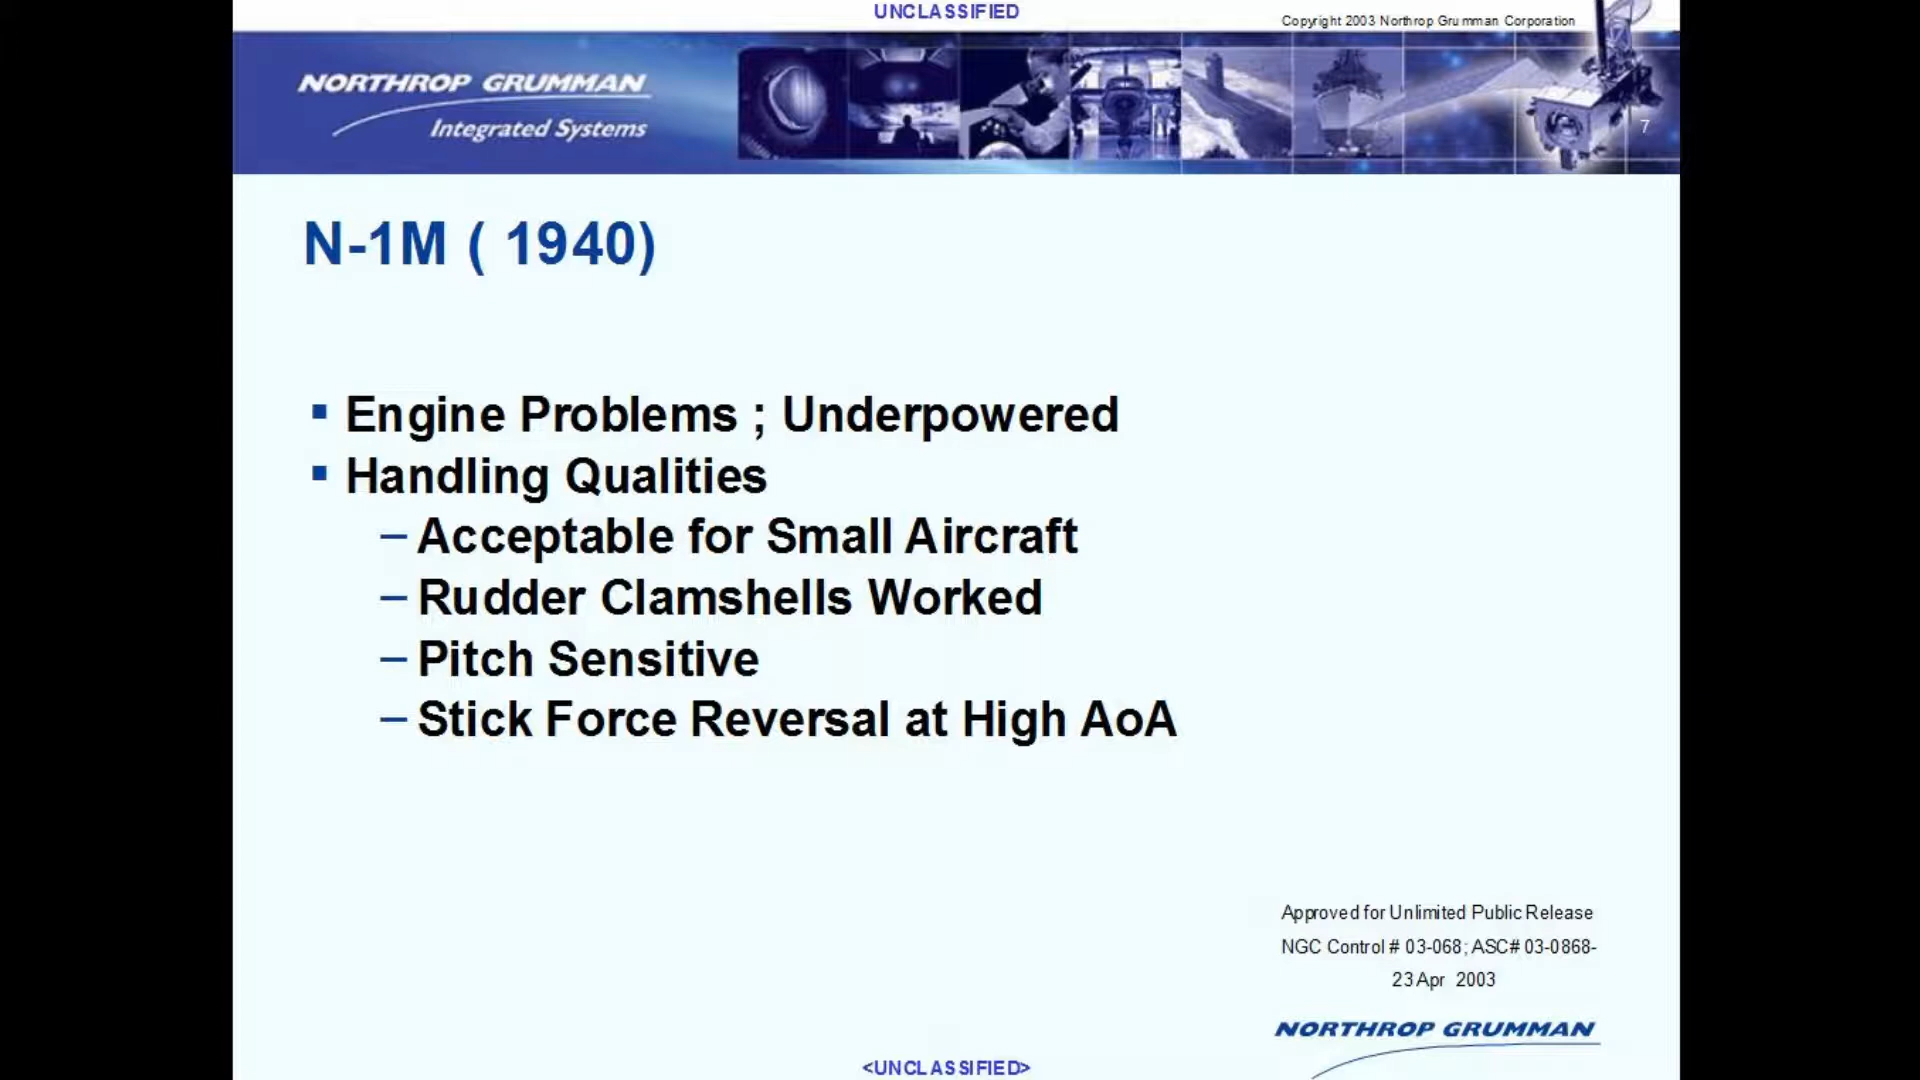 UNCLASSIFIED
Copyright 2003 Northrop Grumman Corporation
NORTHROP GRUMMAN
Integrated Systems
7
N-1M ( 1940)
▪ Engine Problems ; Underpowered
▪ Handling Qualities
– Acceptable for Small Aircraft
– Rudder Clamshells Worked
– Pitch Sensitive
– Stick Force Reversal at High AoA
Approved for Unlimited Public Release
NGC Control # 03-068; ASC# 03-0868-
23 Apr 2003
NORTHROP GRUMMAN
<UNCLASSIFIED>